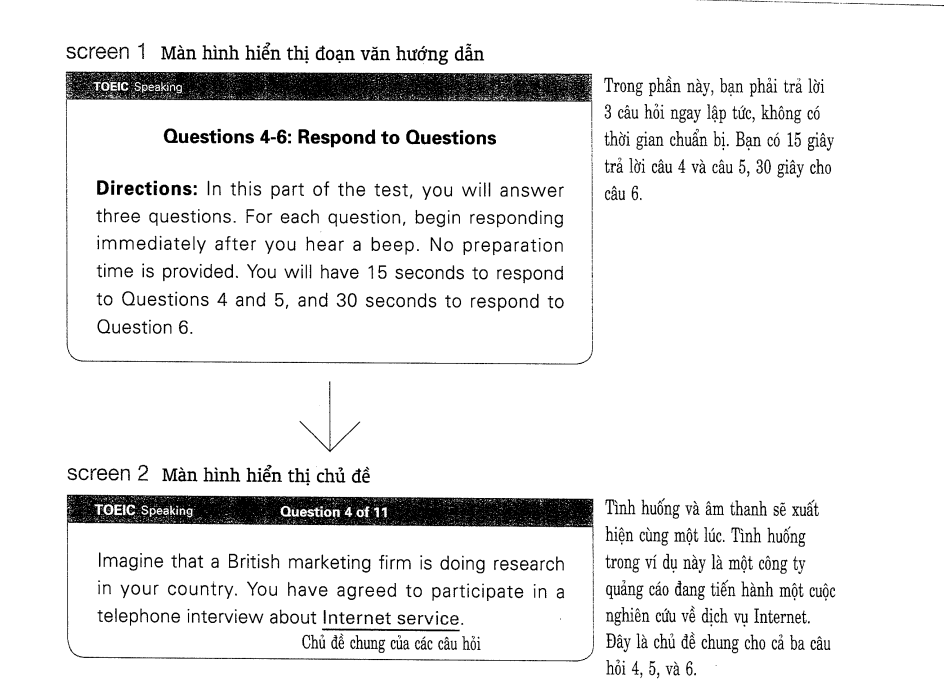 screen 1 Màn hình hiển thị đoạn văn hướng dẫn
TOEIC Speaking
Questions 4-6: Respond to Questions
Directions: In this part of the test, you will answer
three questions. For each question, begin responding
immediately after you hear a beep. No preparation
time is provided. You will have 15 seconds to respond
to Questions 4 and 5, and 30 seconds to respond to
Question 6.
Trong phần này, bạn phải trả lời
3 câu hỏi ngay lập tức, không có
thời gian chuẩn bị. Bạn có 15 giây
trả lời câu 4 và câu 5, 30 giây cho
câu 6.
screen 2 Màn hình hiển thị chủ đề
TOEIC Speaking Question 4 of 11
Imagine that a British marketing firm is doing research
in your country. You have agreed to participate in a
telephone interview about Internet service.
Chủ đề chung của các câu hỏi
Tình huống và âm thanh sẽ xuất
hiện cùng một lúc. Tình huống
trong ví dụ này là một công ty
quảng cáo đang tiến hành một cuộc
nghiên cứu về dịch vụ Internet.
Đây là chủ đề chung cho cả ba câu
hỏi 4, 5, và 6.